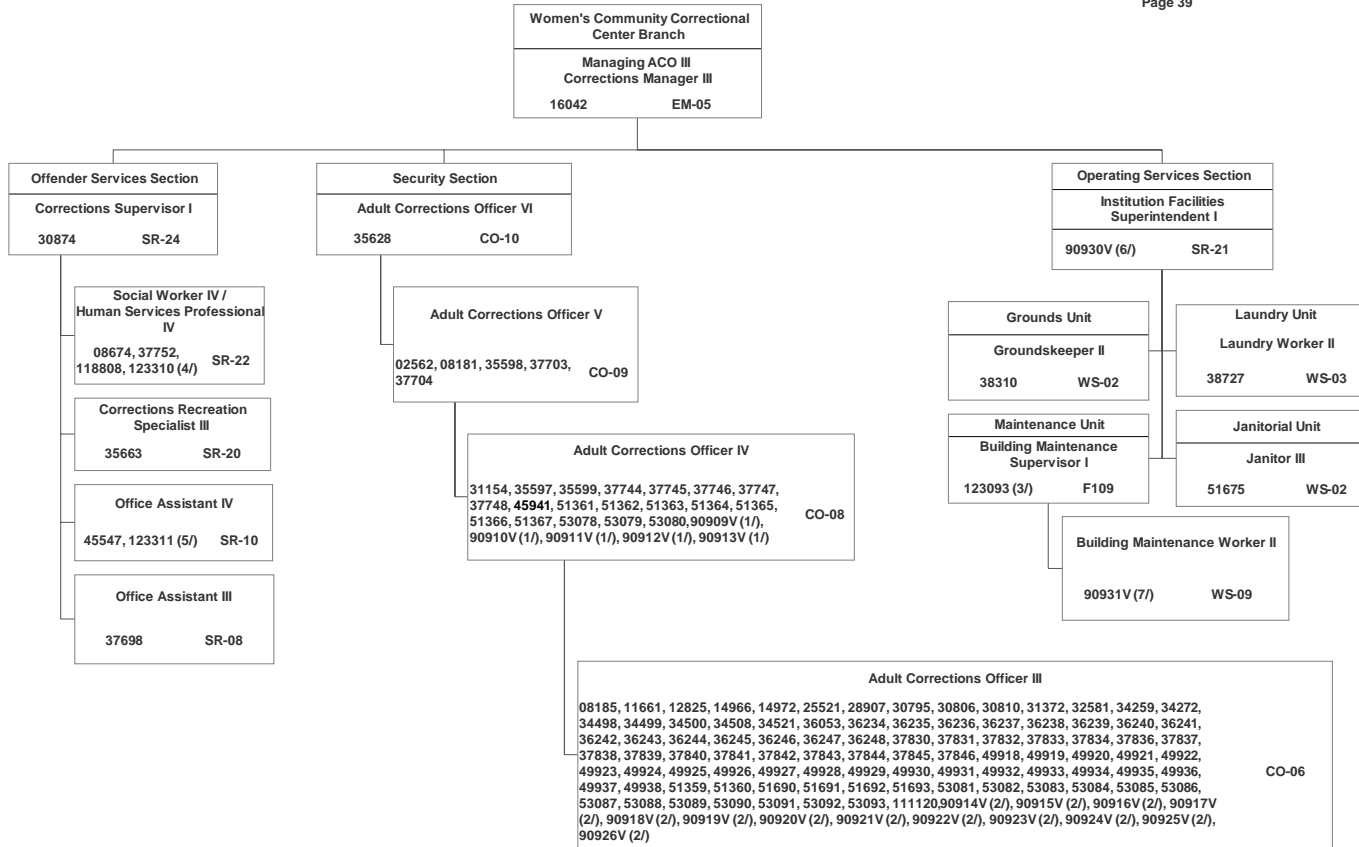 Page 39
Women's Community Correctional
Center Branch
Managing ACO III
Corrections Manager III
16042 EM-05
Offender Services Section
Corrections Supervisor I
30874 SR-24
Social Worker IV /
Human Services Professional
IV
08674, 37752,
118808, 123310 (4/) SR-22
Corrections Recreation
Specialist III
35663 SR-20
Office Assistant IV
45547, 123311 (5/) SR-10
Office Assistant III
37698 SR-08
Security Section
Adult Corrections Officer VI
35628 CO-10
Adult Corrections Officer V
02562, 08181, 35598, 37703,
37704
CO-09
Adult Corrections Officer IV
31154, 35597, 35599, 37744, 37745, 37746, 37747,
37748, 45941, 51361, 51362, 51363, 51364, 51365,
51366, 51367, 53078, 53079, 53080,90909V (1/),
90910V (1/), 90911V (1/), 90912V (1/), 90913V (1/)
CO-08
Adult Corrections Officer III
08185, 11661, 12825, 14966, 14972, 25521, 28907, 30795, 30806, 30810, 31372, 32581, 34259, 34272,
34498, 34499, 34500, 34508, 34521, 36053, 36234, 36235, 36236, 36237, 36238, 36239, 36240, 36241,
36242, 36243, 36244, 36245, 36246, 36247, 36248, 37830, 37831, 37832, 37833, 37834, 37836, 37837,
37838, 37839, 37840, 37841, 37842, 37843, 37844, 37845, 37846, 49918, 49919, 49920, 49921, 49922,
49923, 49924, 49925, 49926, 49927, 49928, 49929, 49930, 49931, 49932, 49933, 49934, 49935, 49936,
49937, 49938, 51359, 51360, 51690, 51691, 51692, 51693, 53081, 53082, 53083, 53084, 53085, 53086,
53087, 53088, 53089, 53090, 53091, 53092, 53093, 111120,90914V (2/), 90915V (2/), 90916V (2/), 90917V
(2/), 90918V (2/), 90919V (2/), 90920V (2/), 90921V (2/), 90922V (2/), 90923V (2/), 90924V (2/), 90925V (2/),
90926V (2/)
CO-06
Operating Services Section
Institution Facilities
Superintendent I
90930V (6/) SR-21
Grounds Unit
Groundskeeper II
38310 WS-02
Laundry Unit
Laundry Worker II
38727 WS-03
Maintenance Unit
Building Maintenance
Supervisor I
123093 (3/) F109
Janitorial Unit
Janitor III
51675 WS-02
Building Maintenance Worker II
90931V (7/) WS-09